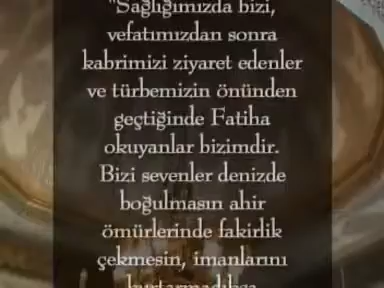 "Sağlığımızda bizi,
vefatımızdan sonra
kabrimizi ziyaret edenler
ve türbemizin önünden
geçtiğinde Fatiha
okuyanlar bizimdir.
Bizi sevenler denizde
boğulmasın ahir
ömürlerinde fakirlik
çekmesin, imanlarını
kurtarmadıkça